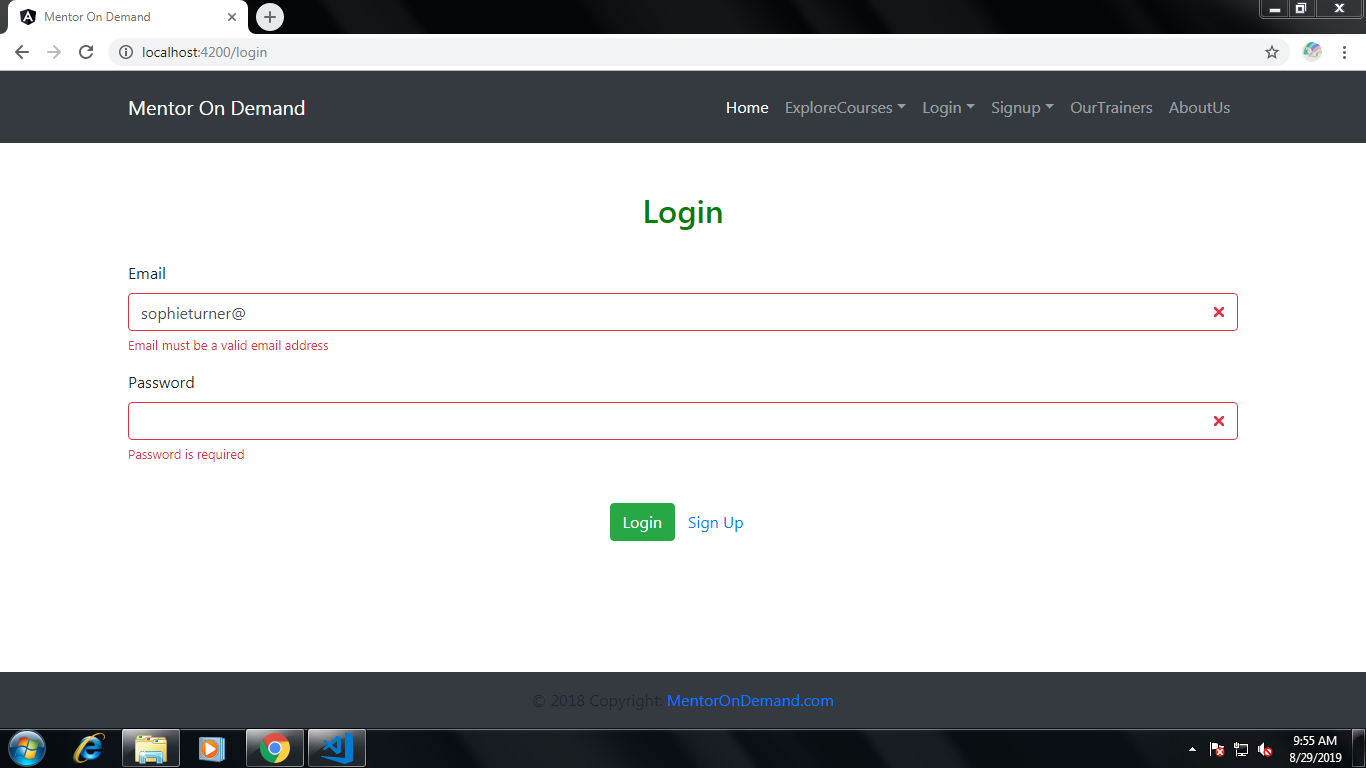 Mentor On Demand
localhost:4200/login
Mentor On Demand Home ExploreCourses Login Signup OurTrainers AboutUs
Login
Email
sophieturner@
Email must be a valid email address
Password
Password is required
Login Sign Up
© 2018 Copyright: MentorOnDemand.com
9:55 AM
8/29/2019